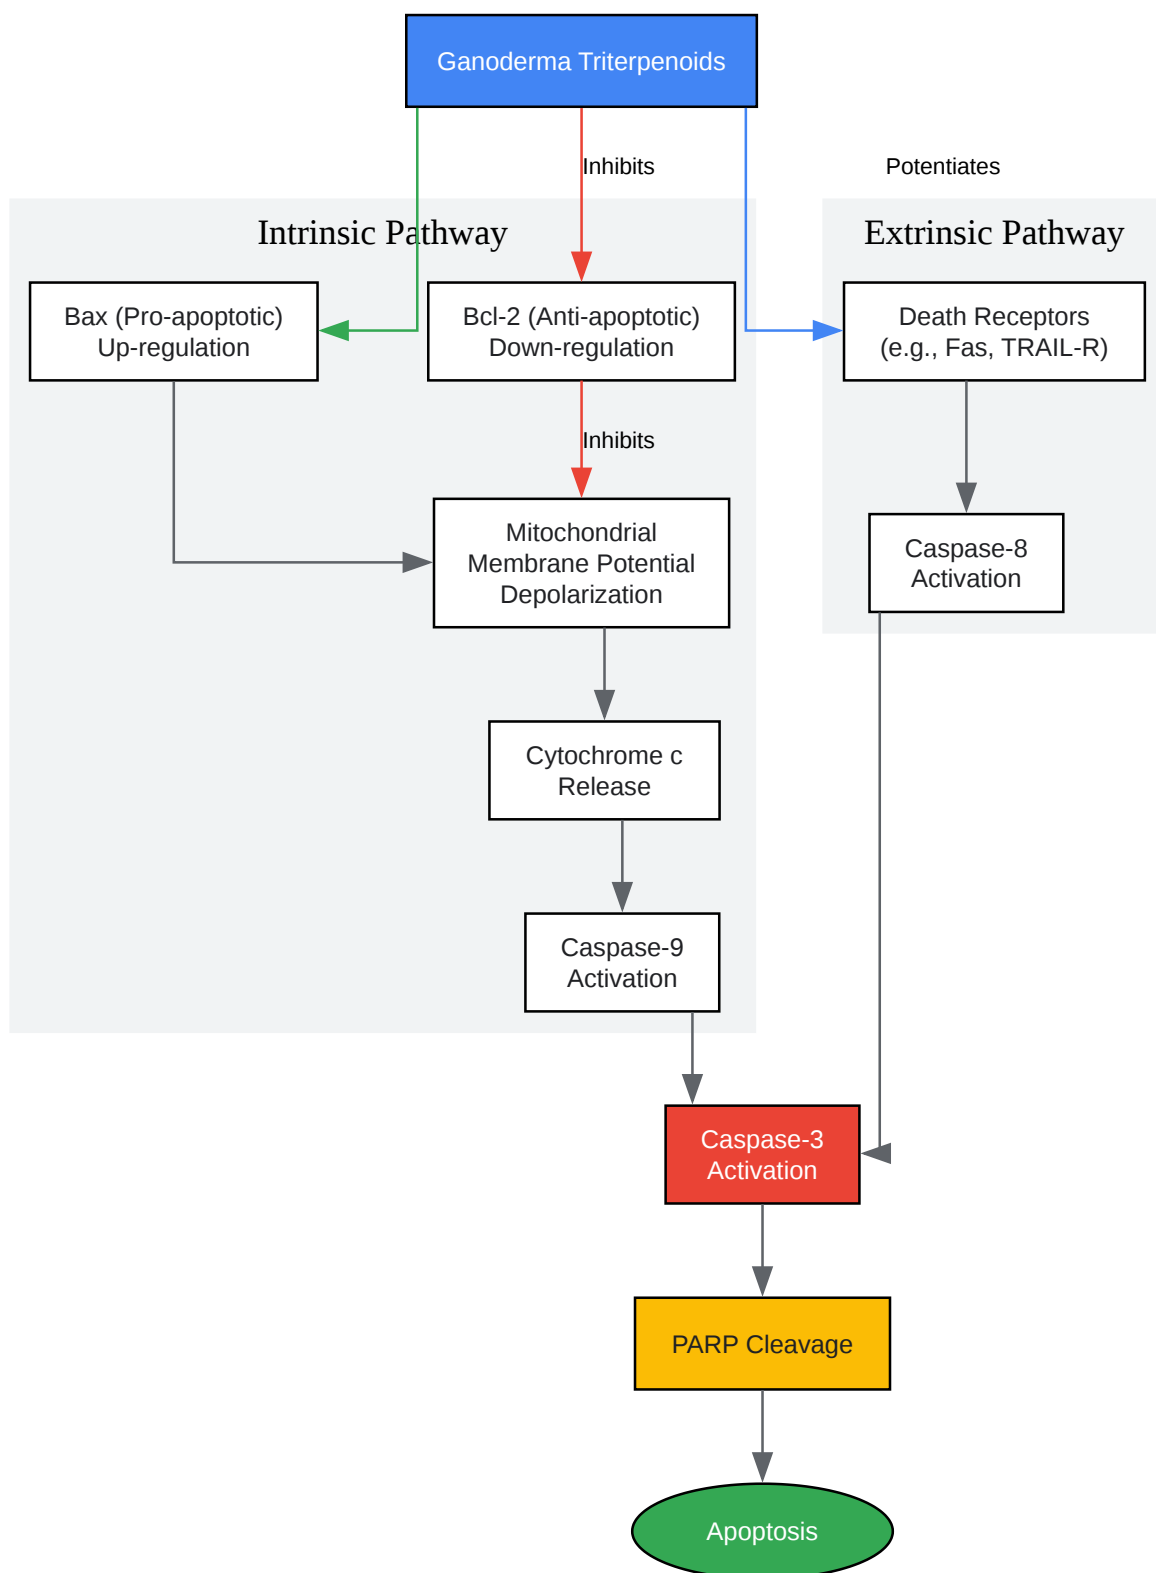 Ganoderma Triterpenoids
Inhibits
Potentiates
Intrinsic Pathway
Extrinsic Pathway
Bax (Pro-apoptotic)
Up-regulation
Bcl-2 (Anti-apoptotic)
Down-regulation
Death Receptors
(e.g., Fas, TRAIL-R)
Inhibits
Mitochondrial
Membrane Potential
Depolarization
Caspase-8
Activation
Cytochrome c
Release
Caspase-9
Activation
Caspase-3
Activation
PARP Cleavage
Apoptosis